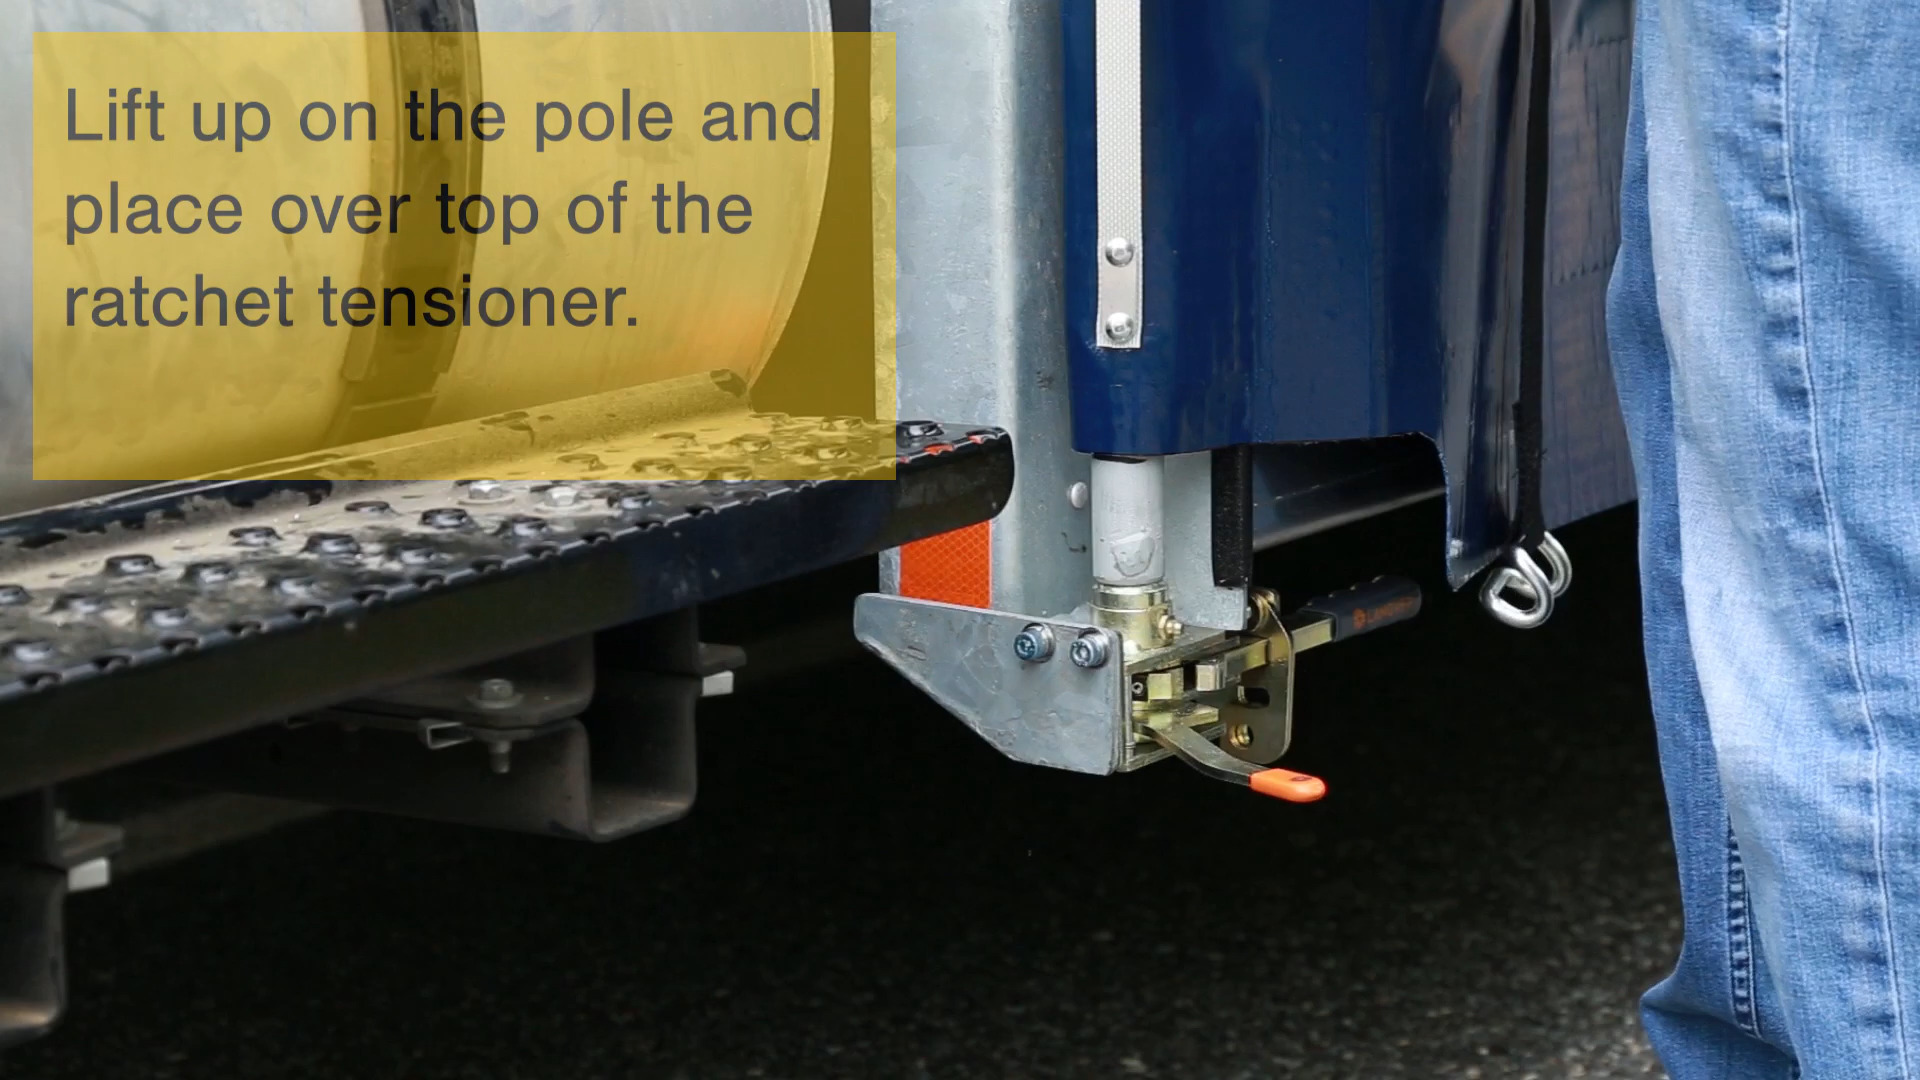 Lift up on the pole and
place over top of the
ratchet tensioner.